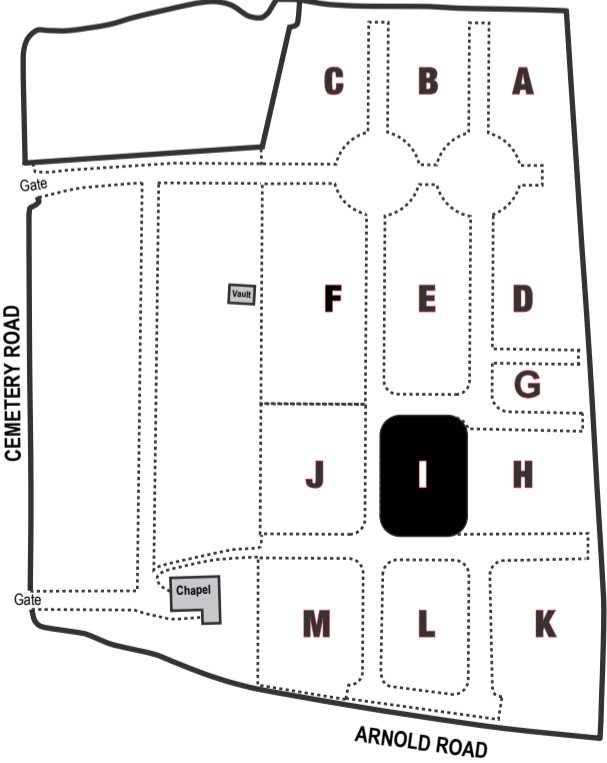 C B A
Gate
Vault
F E D
G
CEMETERY ROAD
J I H
Chapel
Gate
M L K
ARNOLD ROAD